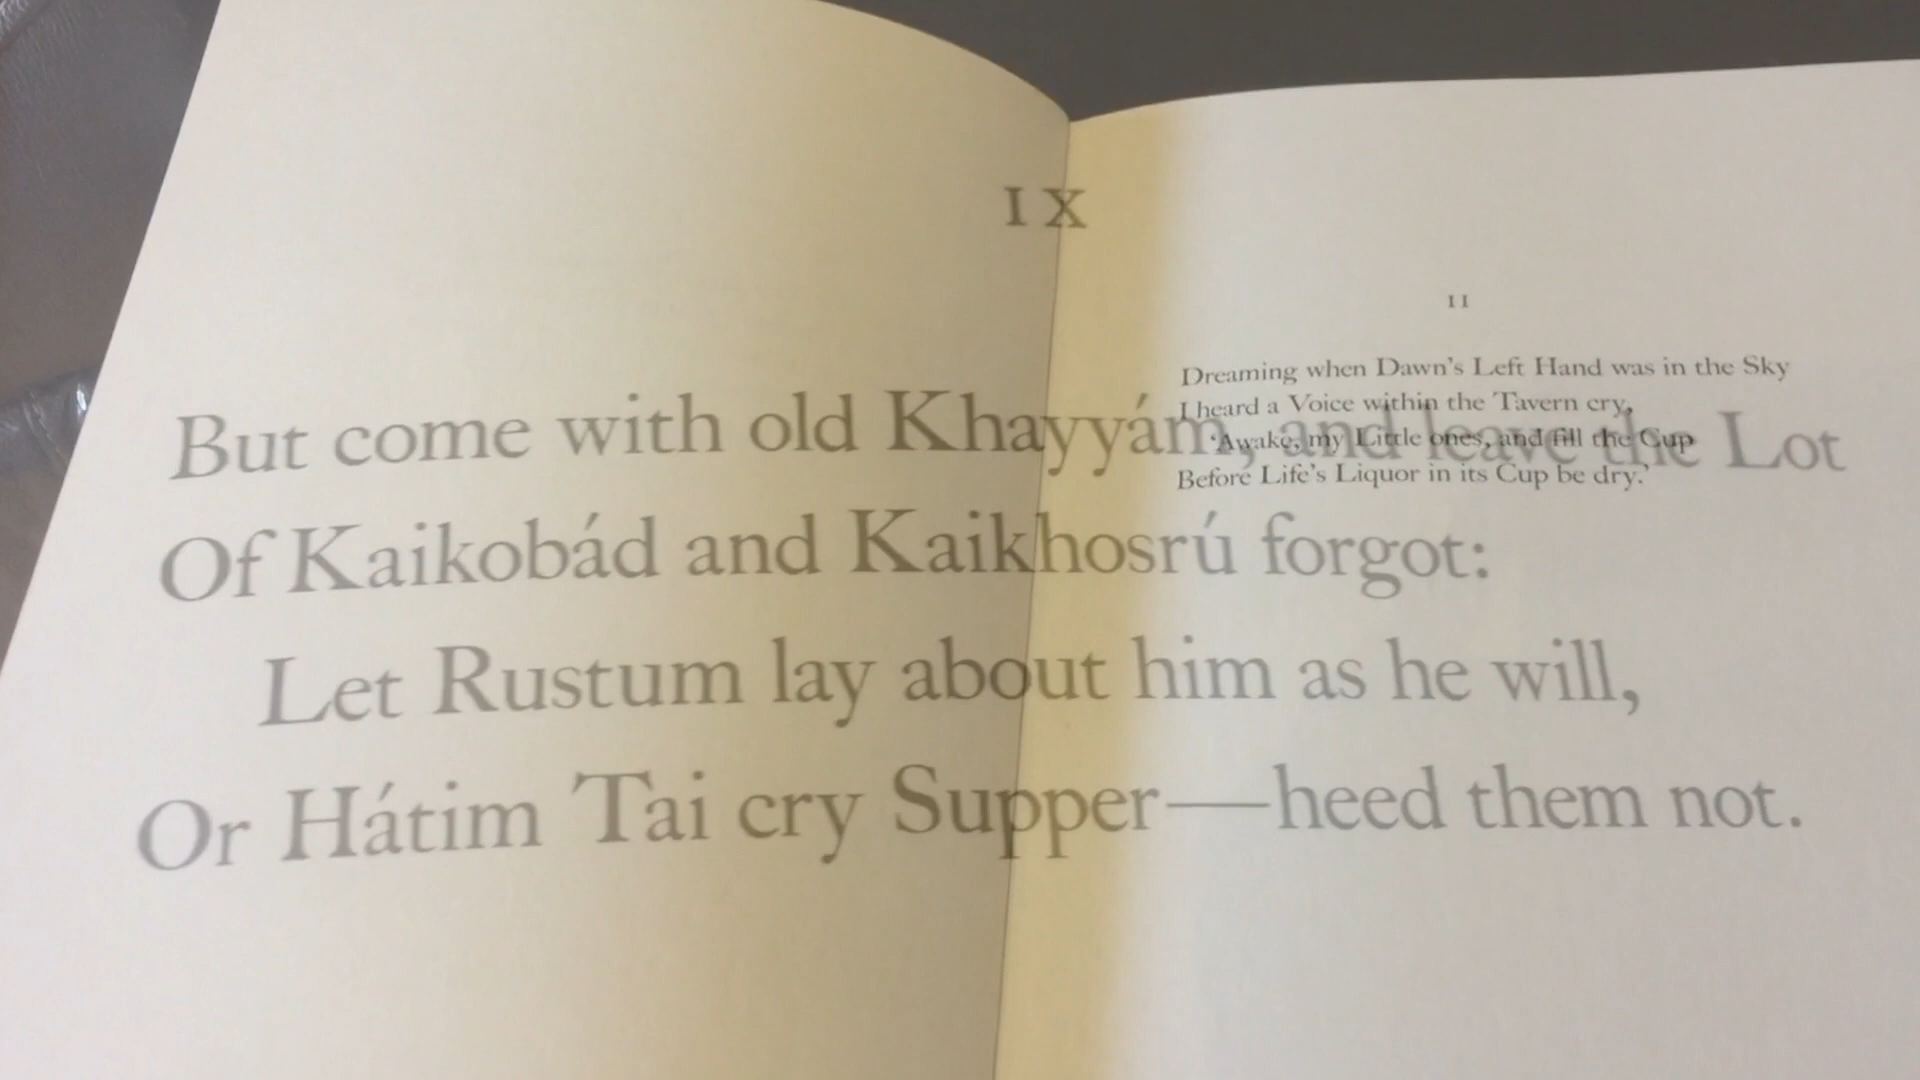 IX
But come with old Khayyám, and leave the Lot
Of Kaikobád and Kaikhosrú forgot:
Let Rustum lay about him as he will,
Or Hátim Tai cry Supper—heed them not.
II
Dreaming when Dawn's Left Hand was in the Sky
I heard a Voice within the Tavern cry,
'Awake, my Little ones, and fill the Cup
Before Life's Liquor in its Cup be dry.'